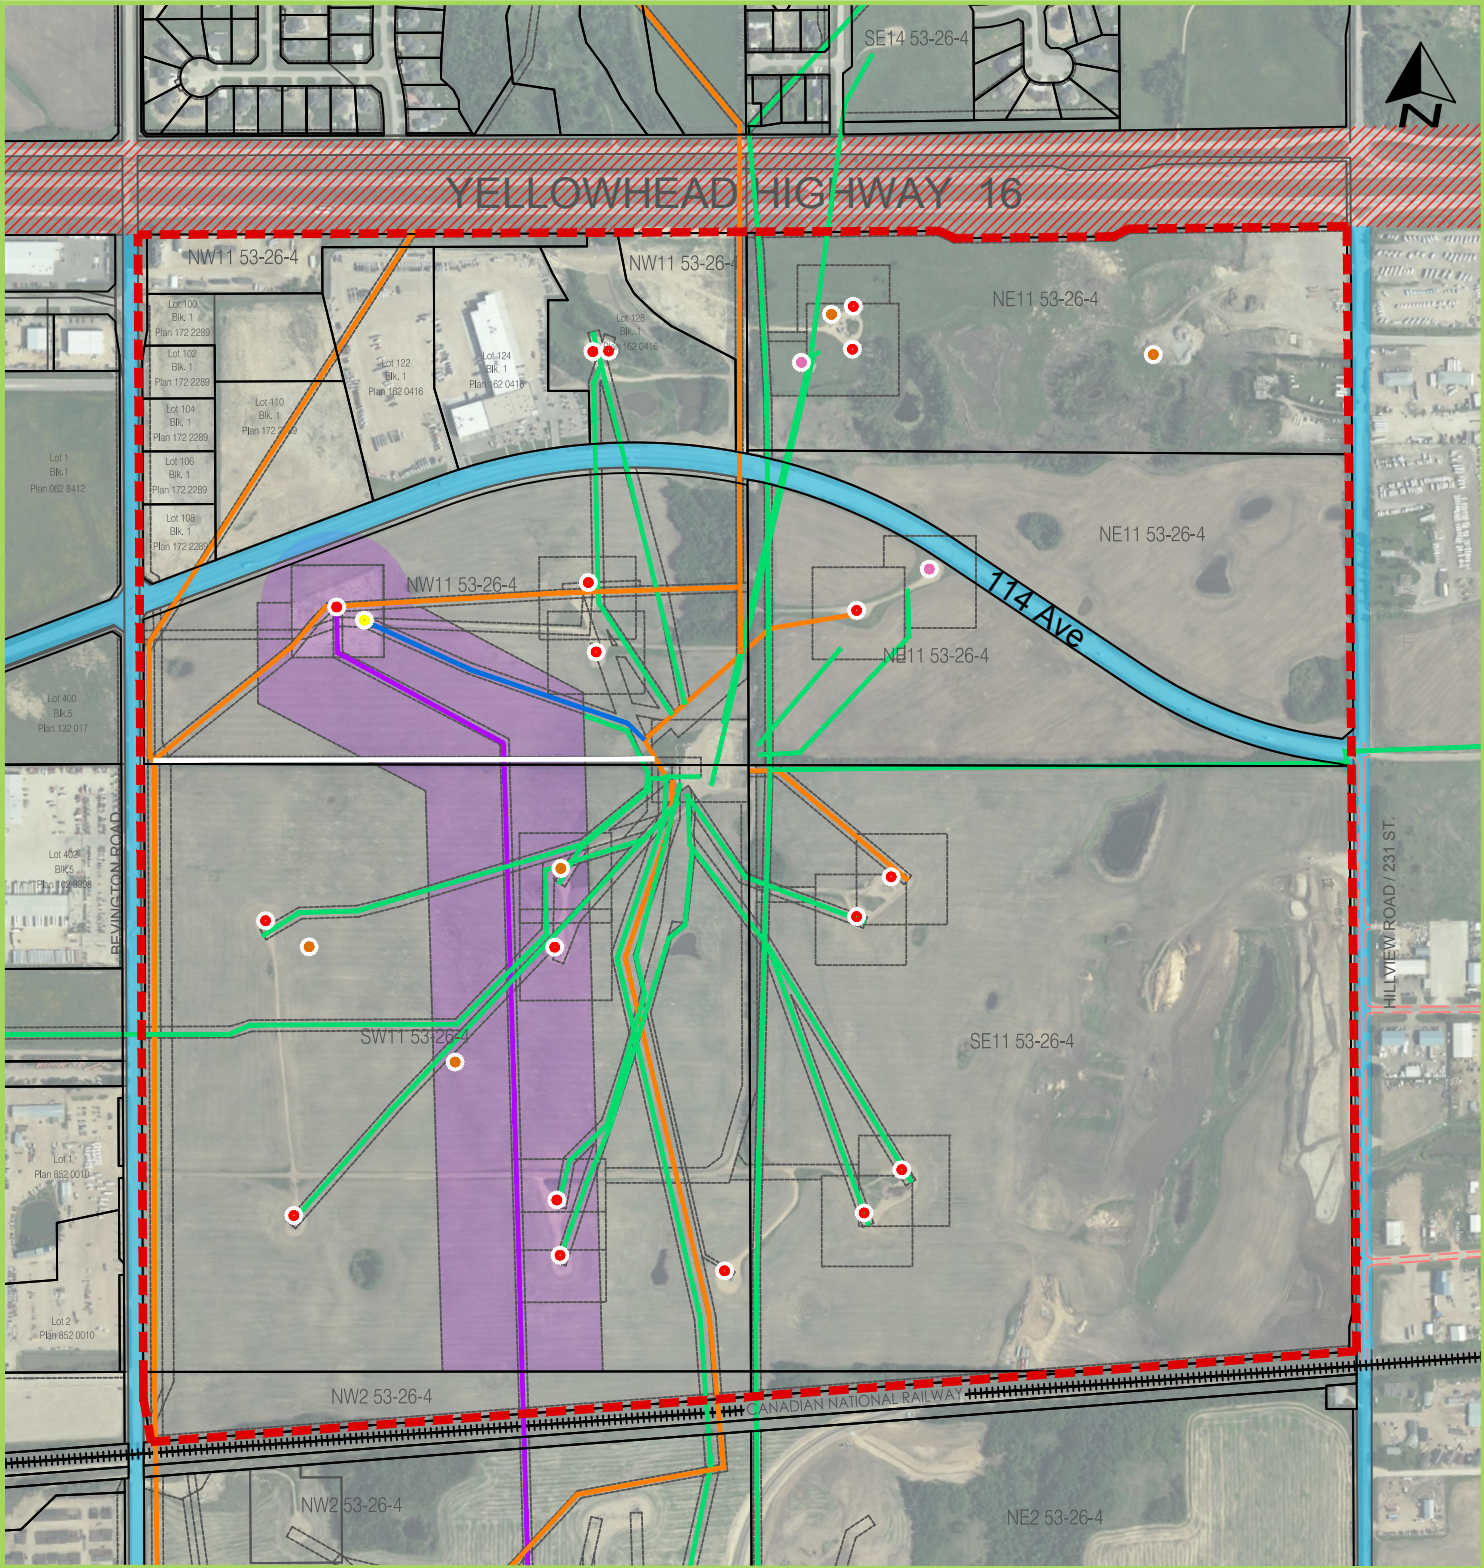 SE14 53-26-4
N
YELLOWHEAD HIGHWAY 16
NW11 53-26-4
NW11 53-26-4
NE11 53-26-4
Lot 100
Blk. 1
Plan 172 2289
Lot 128
Blk. 1
162 0416
Lot 102
Blk. 1
Plan 172 2289
Lot 122
Blk. 1
Plan 162 0416
Lot 124
Blk. 1
Plan 162 0416
Lot 104
Blk. 1
Plan 172 2289
Lot 110
Blk. 1
Plan 172 2289
Lot 1
Blk.1
Plan 062 8412
Lot 106
Blk. 1
Plan 172 2289
Lot 108
Blk. 1
Plan 172 2289
NE11 53-26-4
NW11 53-26-4
114 Ave
NE11 53-26-4
Lot 400
Blk.5
Plan 132 017
Lot 402
Blk.5
REVINGTON ROAD
HILLVIEW ROAD / 231 ST.
SW11 53-26-4
SE11 53-26-4
Lot 1
Plan 852 0010
Lot 2
Plan 852 0010
NW2 53-26-4
CANADIAN NATIONAL RAILWAY
NW2 53-26-4
NE2 53-26-4